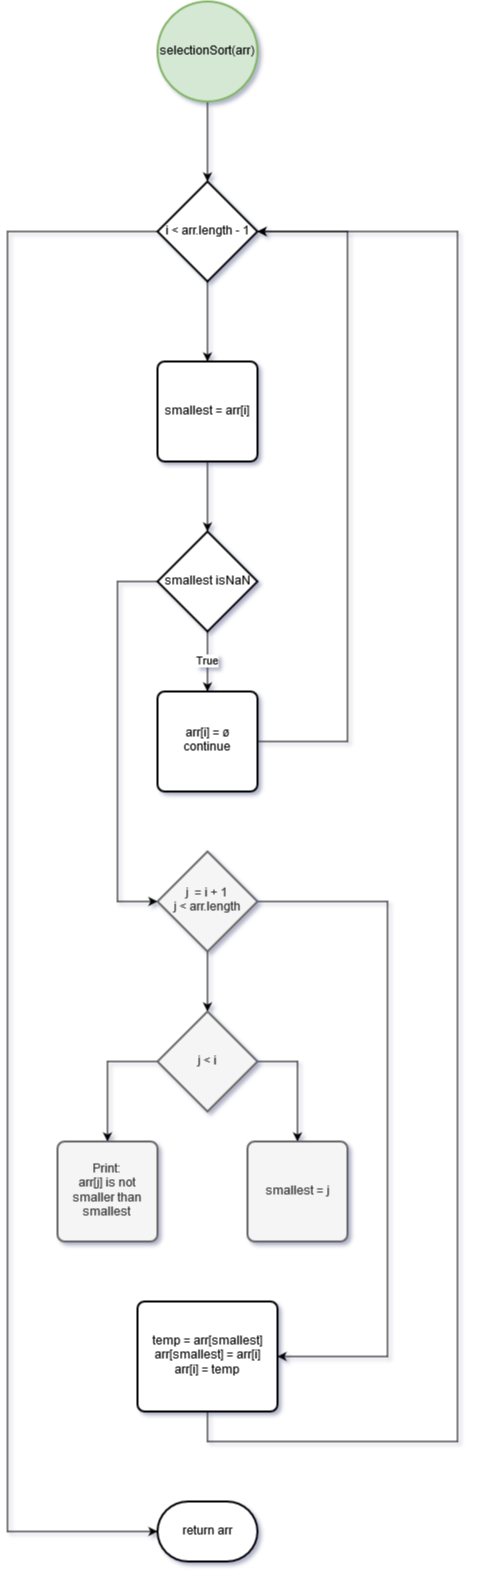 selectionSort(arr)
i < arr.length - 1
smallest = arr[i]
smallest isNaN
True
arr[i] = ø
continue
j = i + 1
j < arr.length
j < i
Print:
arr[j] is not
smaller than
smallest
smallest = j
temp = arr[smallest]
arr[smallest] = arr[i]
arr[i] = temp
return arr